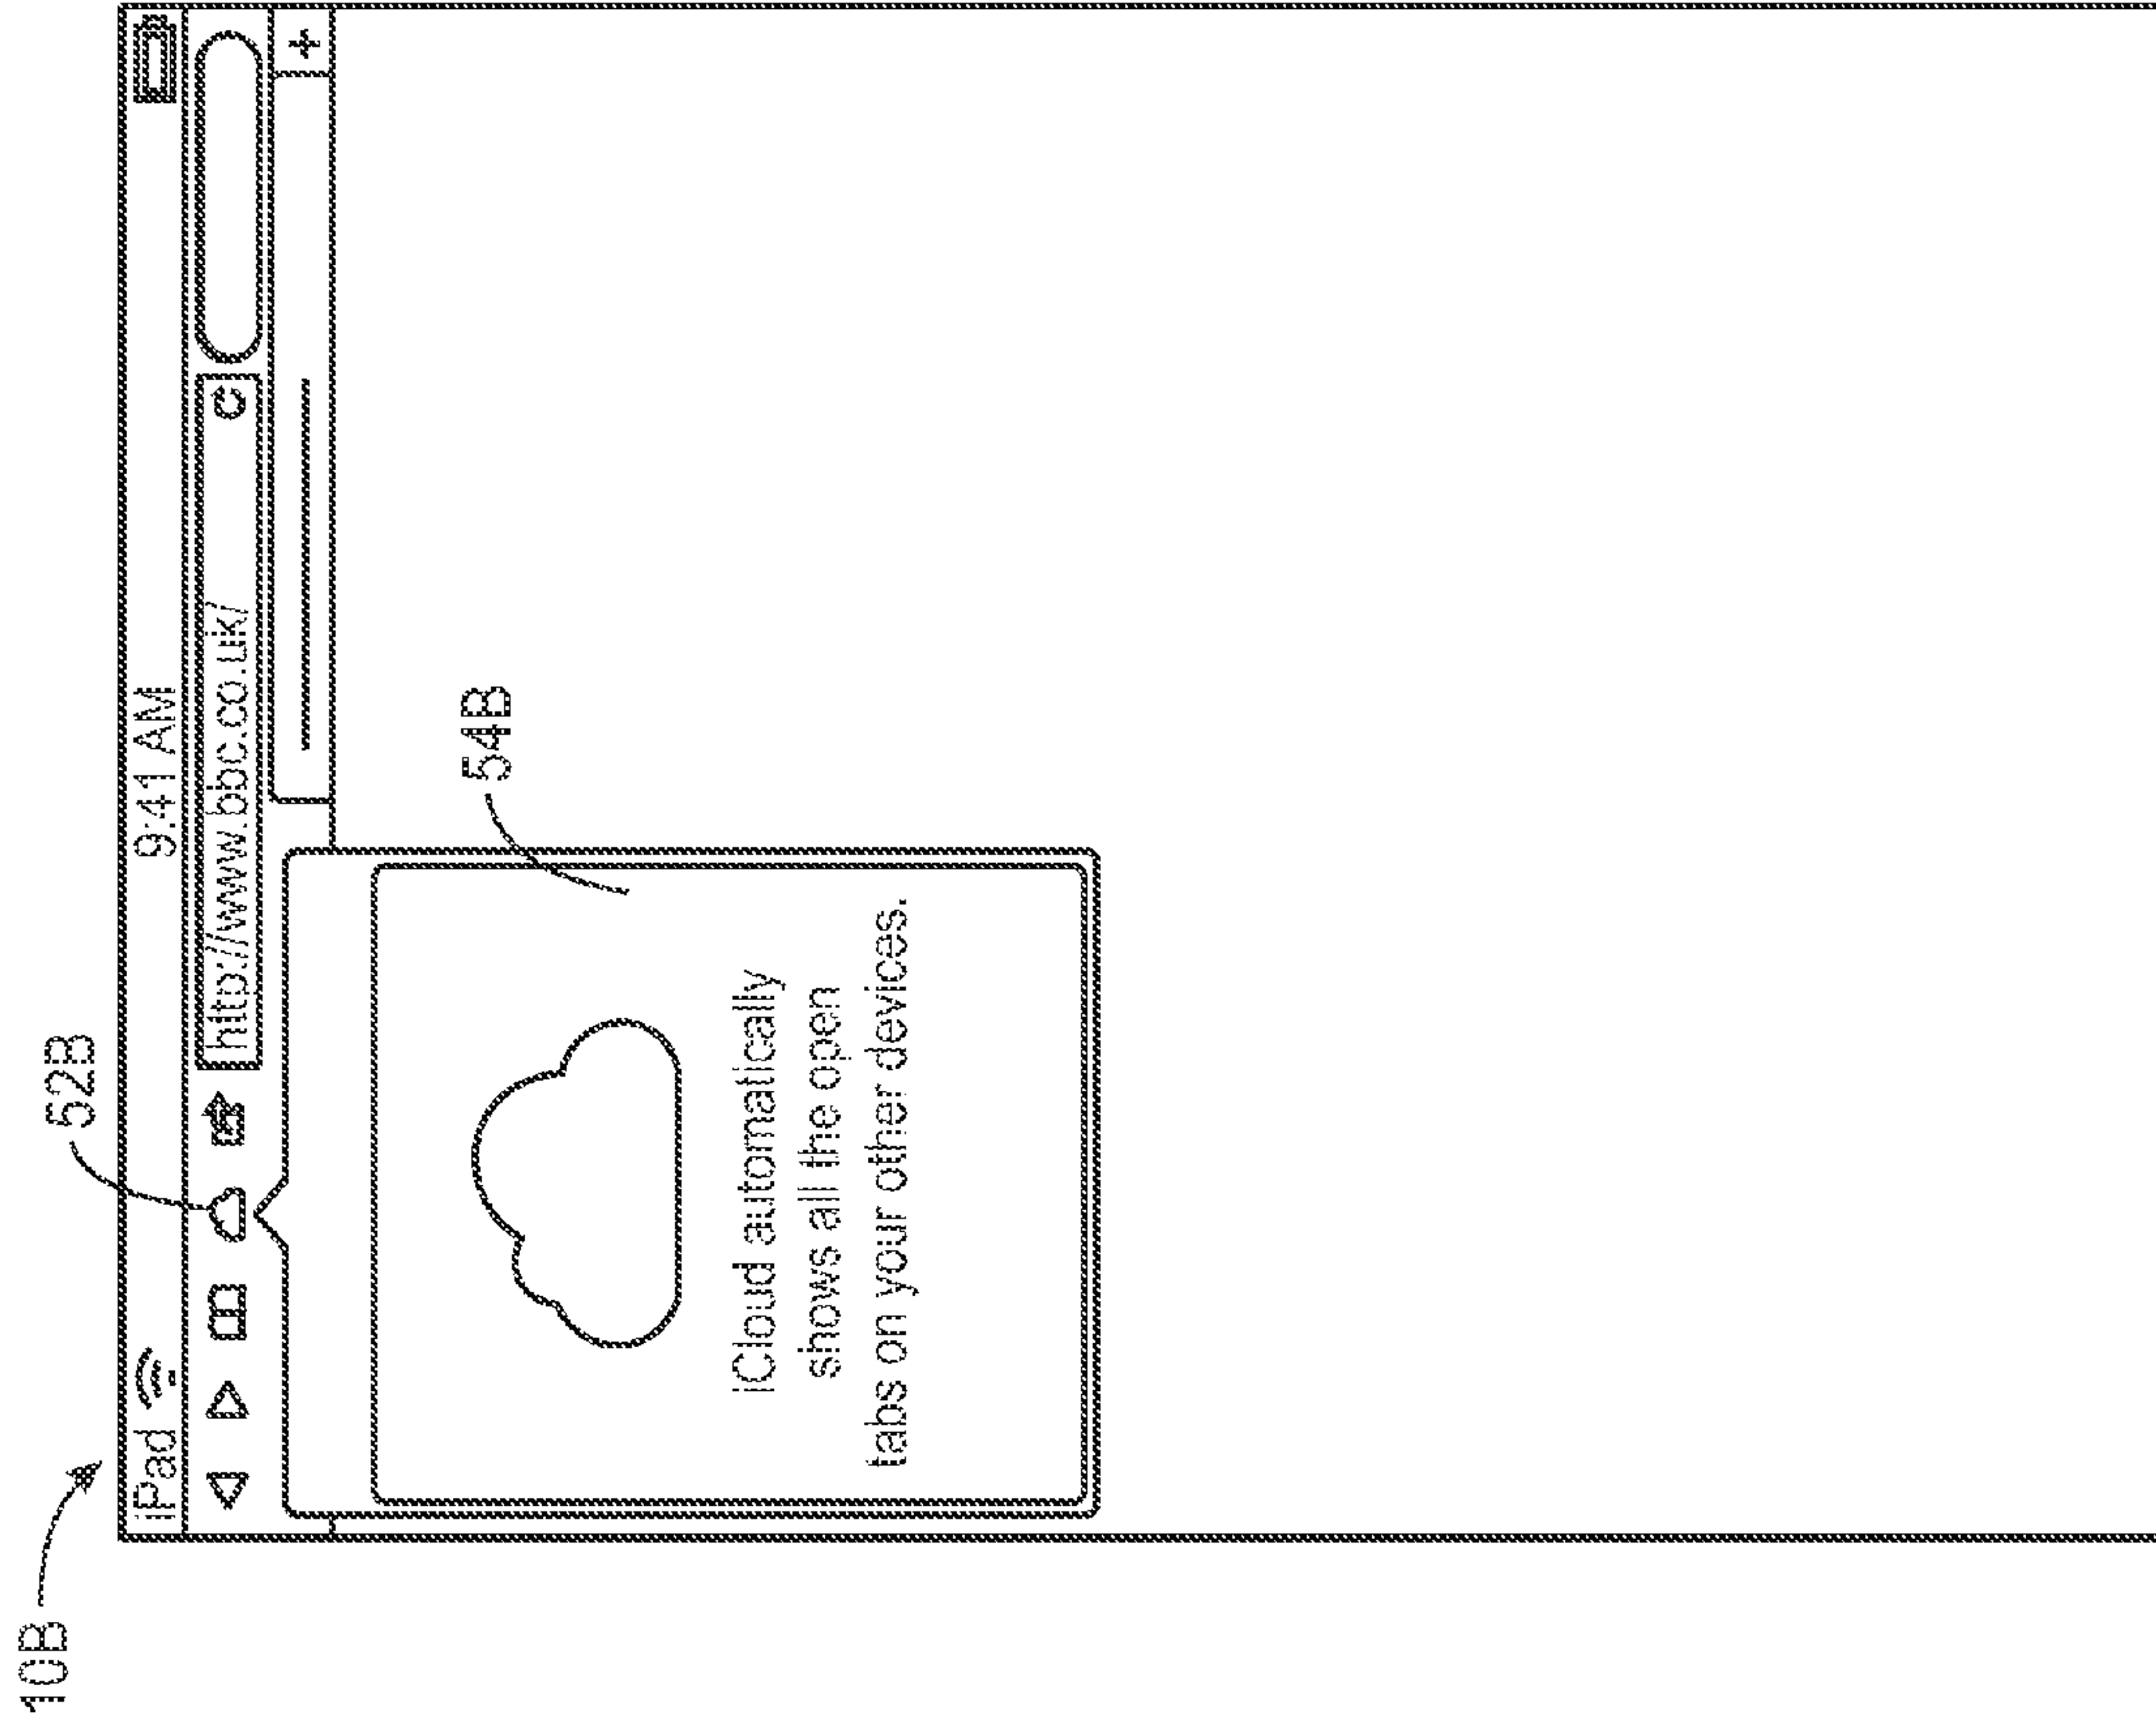 10B
52B
iPad
9:41 AM
http://www.bbc.co.uk/
+
54B
iCloud automatically
shows all the open
tabs on your other devices.